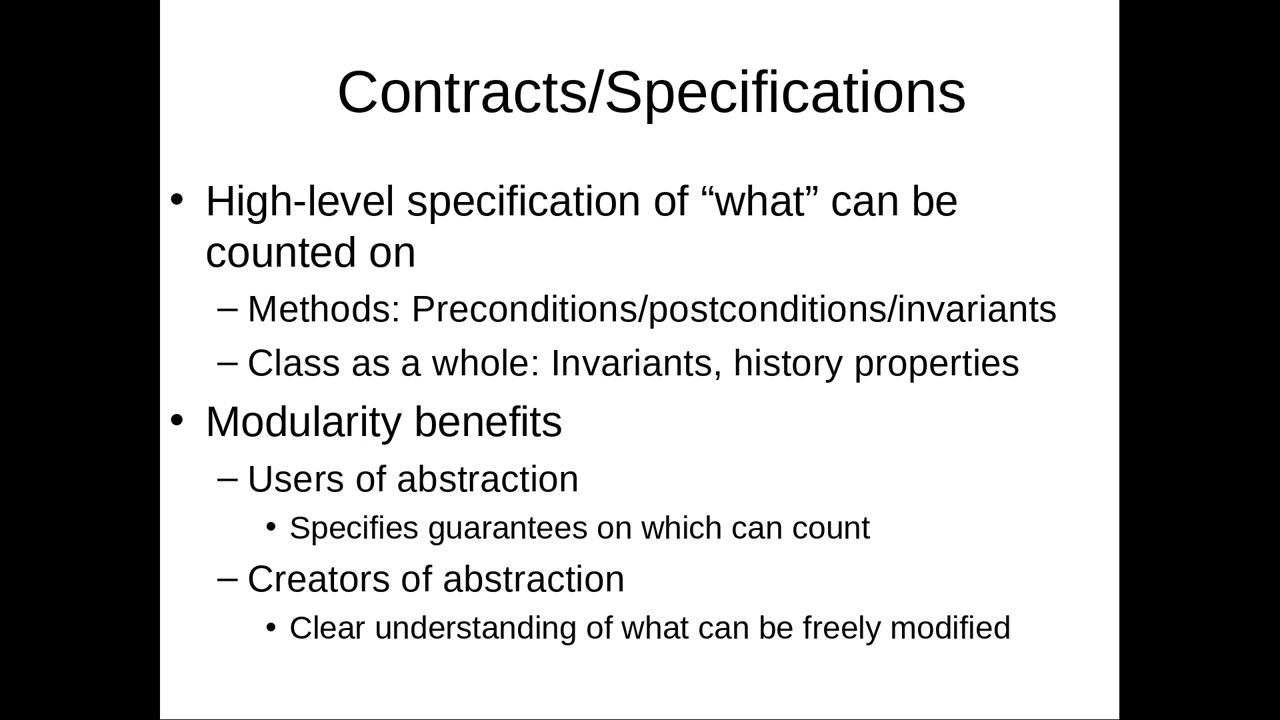 Contracts/Specifications
• High-level specification of “what” can be
counted on
– Methods: Preconditions/postconditions/invariants
– Class as a whole: Invariants, history properties
• Modularity benefits
– Users of abstraction
• Specifies guarantees on which can count
– Creators of abstraction
• Clear understanding of what can be freely modified